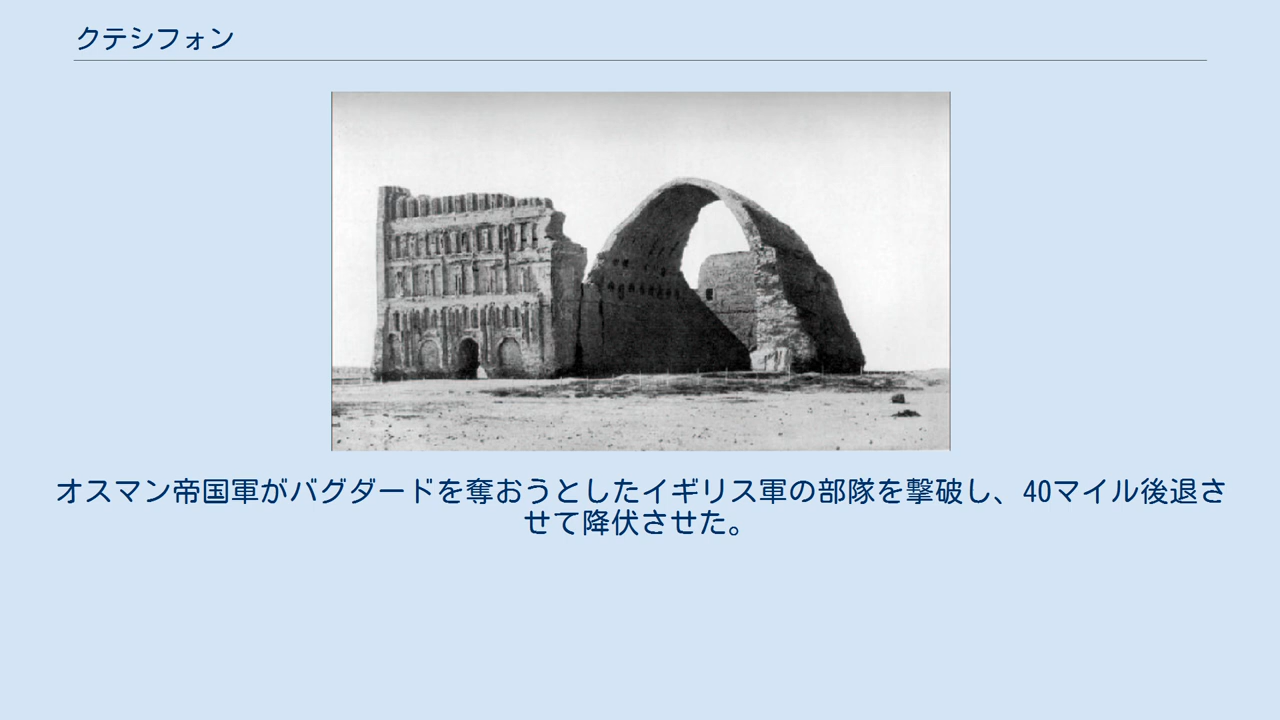 クテシフォン
オスマン帝国軍がバグダードを奪おうとしたイギリス軍の部隊を撃破し、40マイル後退さ
せて降伏させた。